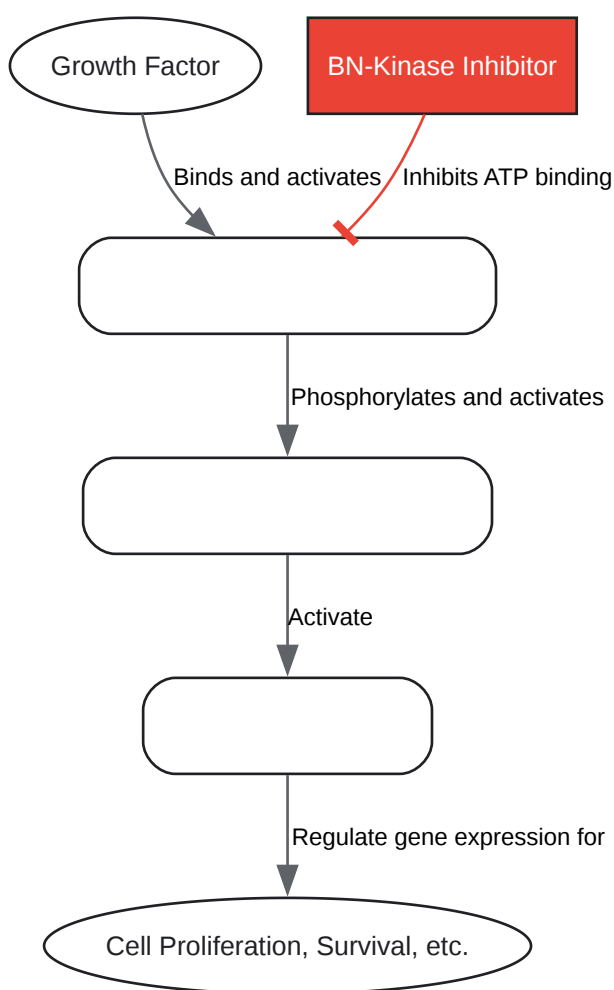 Growth Factor
BN-Kinase Inhibitor
Binds and activates
Inhibits ATP binding
Phosphorylates and activates
Activate
Regulate gene expression for
Cell Proliferation, Survival, etc.